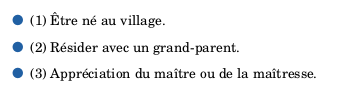 (1) Être né au village.
(2) Résider avec un grand-parent.
(3) Appréciation du maître ou de la maîtresse.